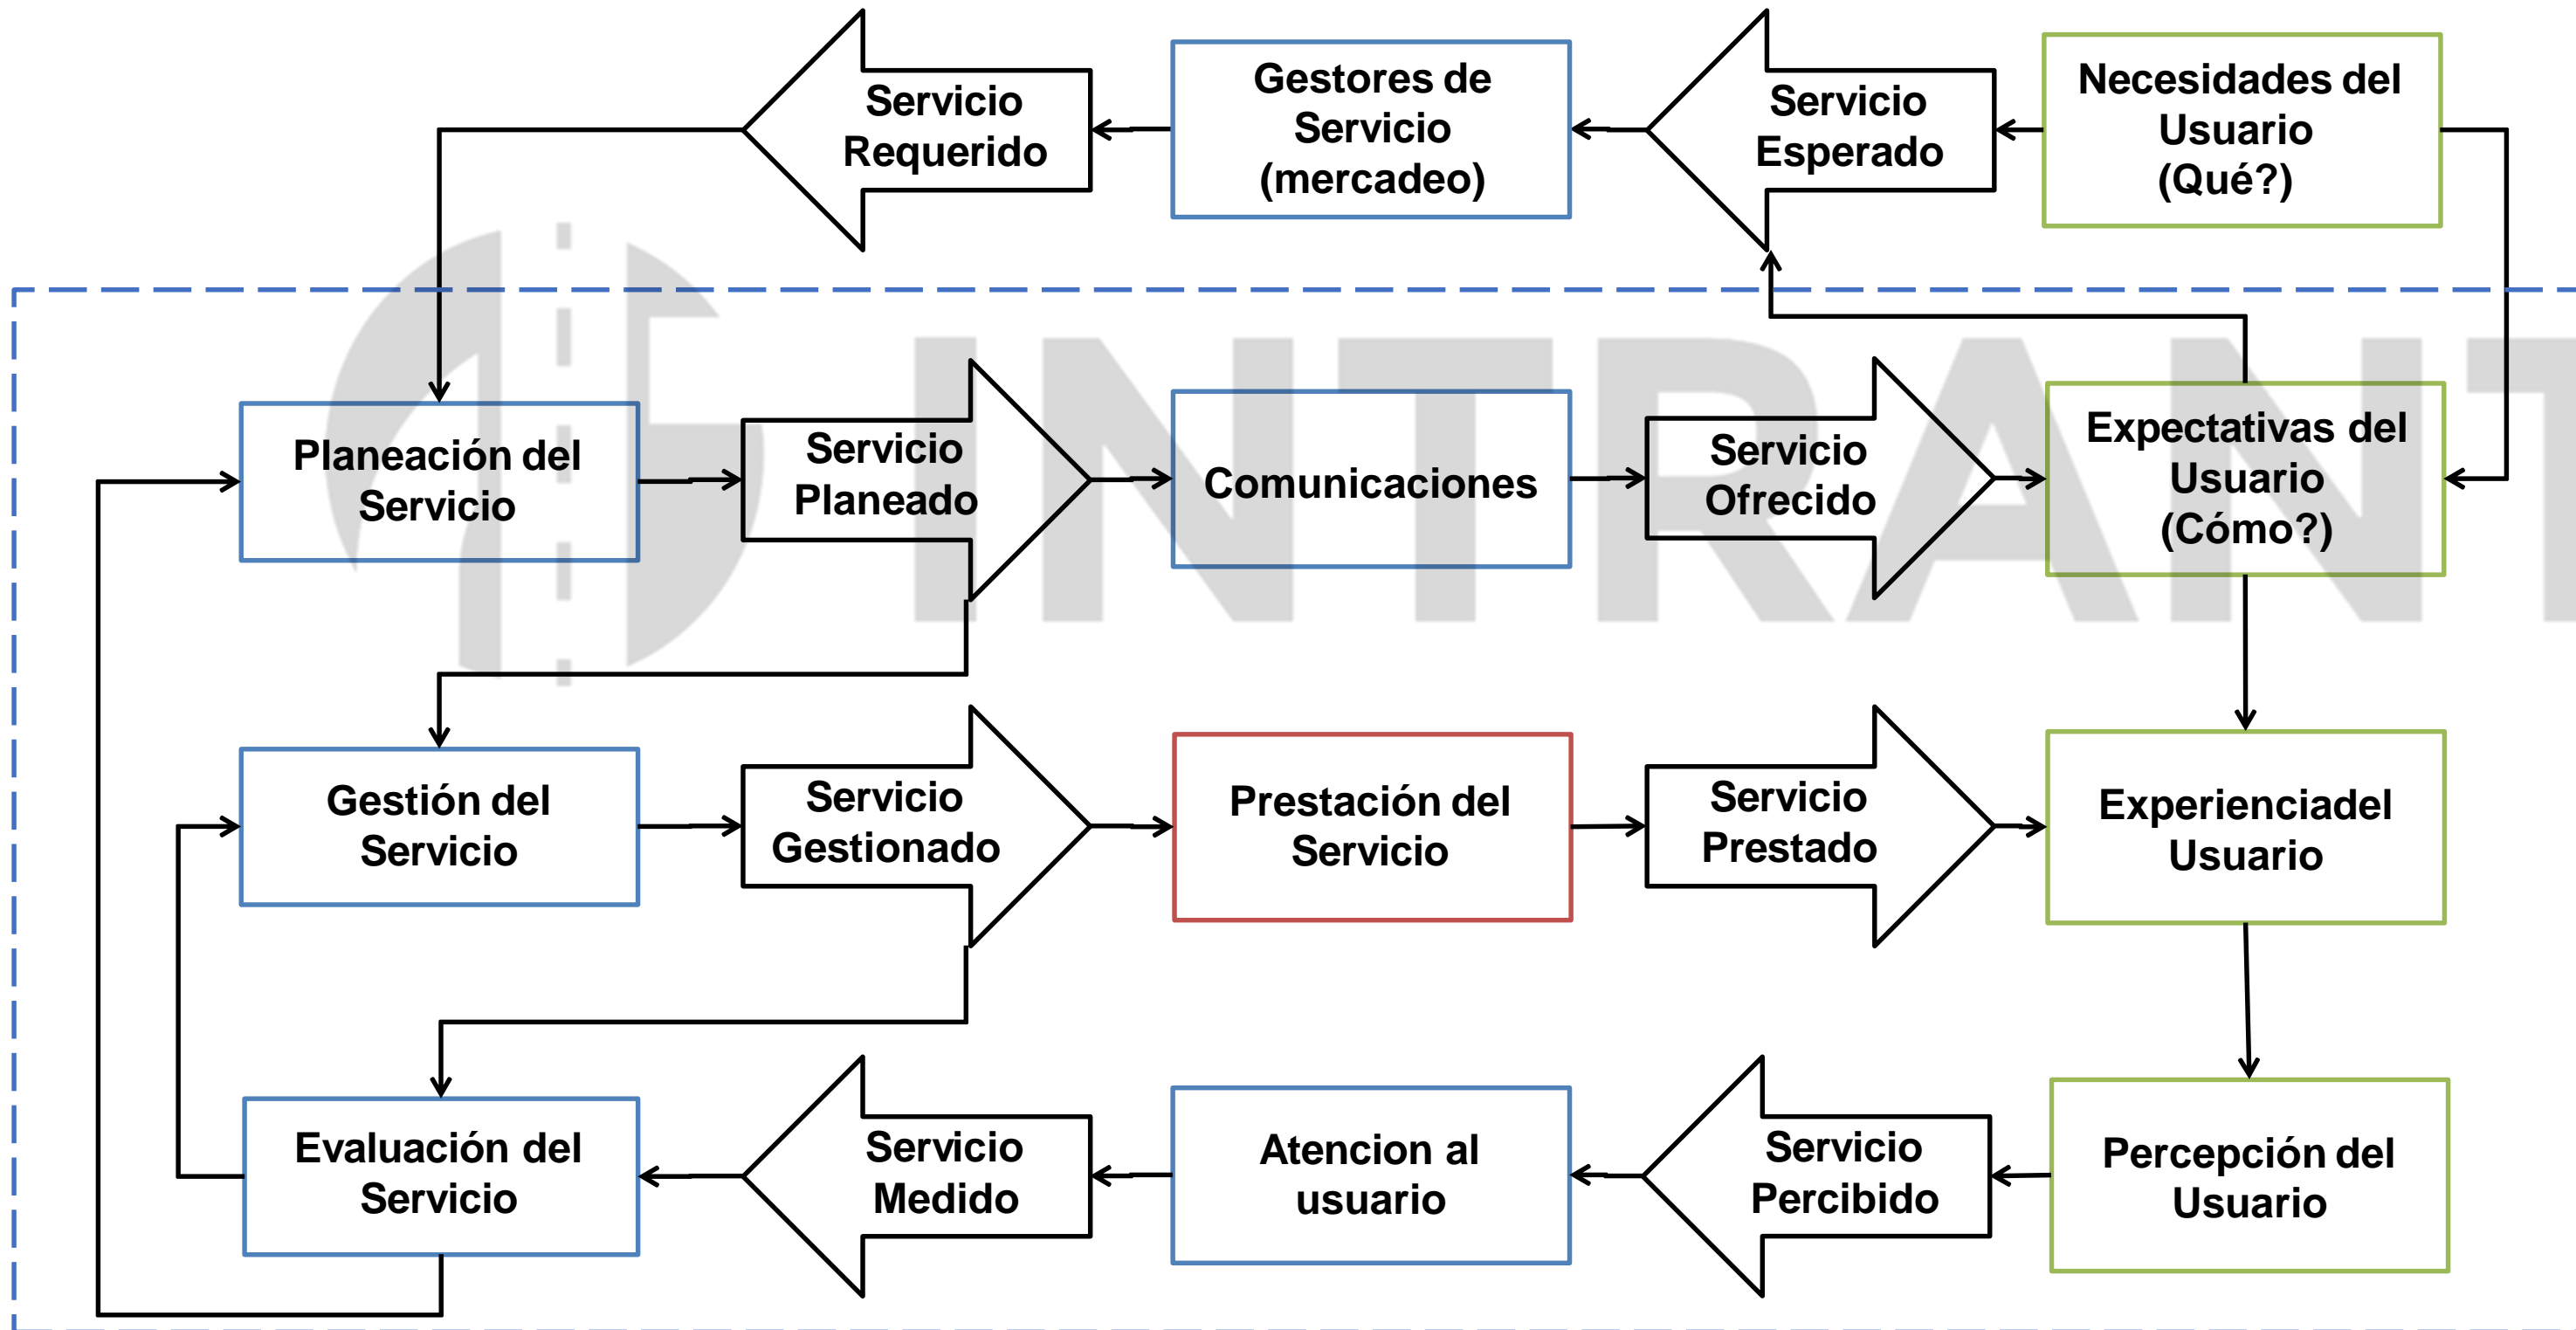 Servicio
Requerido
Gestores de
Servicio
(mercadeo)
Servicio
Esperado
Necesidades del
Usuario
(Qué?)
INTRANT
Planeación del
Servicio
Servicio
Planeado
Comunicaciones
Servicio
Ofrecido
Expectativas del
Usuario
(Cómo?)
Gestión del
Servicio
Servicio
Gestionado
Prestación del
Servicio
Servicio
Prestado
Experienciadel
Usuario
Evaluación del
Servicio
Servicio
Medido
Atencion al
usuario
Servicio
Percibido
Percepción del
Usuario